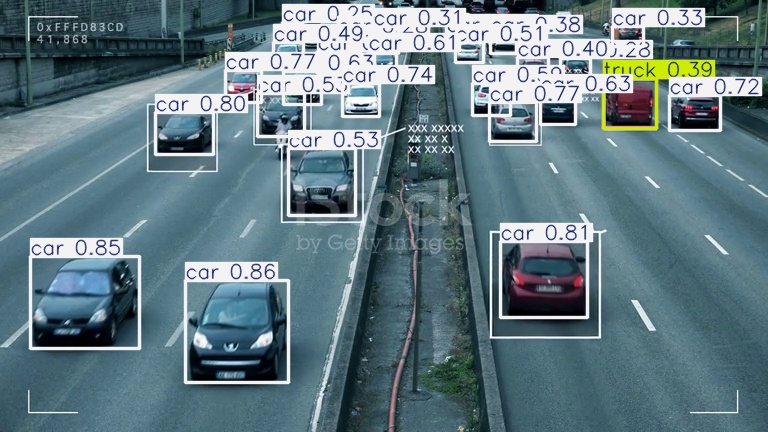 0xFFFD83CD
41,868
car 0.25
car 0.31
car 0.38
car 0.33
car 0.49
car 0.61
car 0.51
car 0.40
0.28
car 0.77
0.63
car 0.74
truck 0.39
car 0.53
car 0.77
0.63
car 0.72
car 0.80
car 0.53
xxx xxxxx
xx xx x
xx xx xx
iStock
by Getty Images
car 0.81
car 0.85
car 0.86